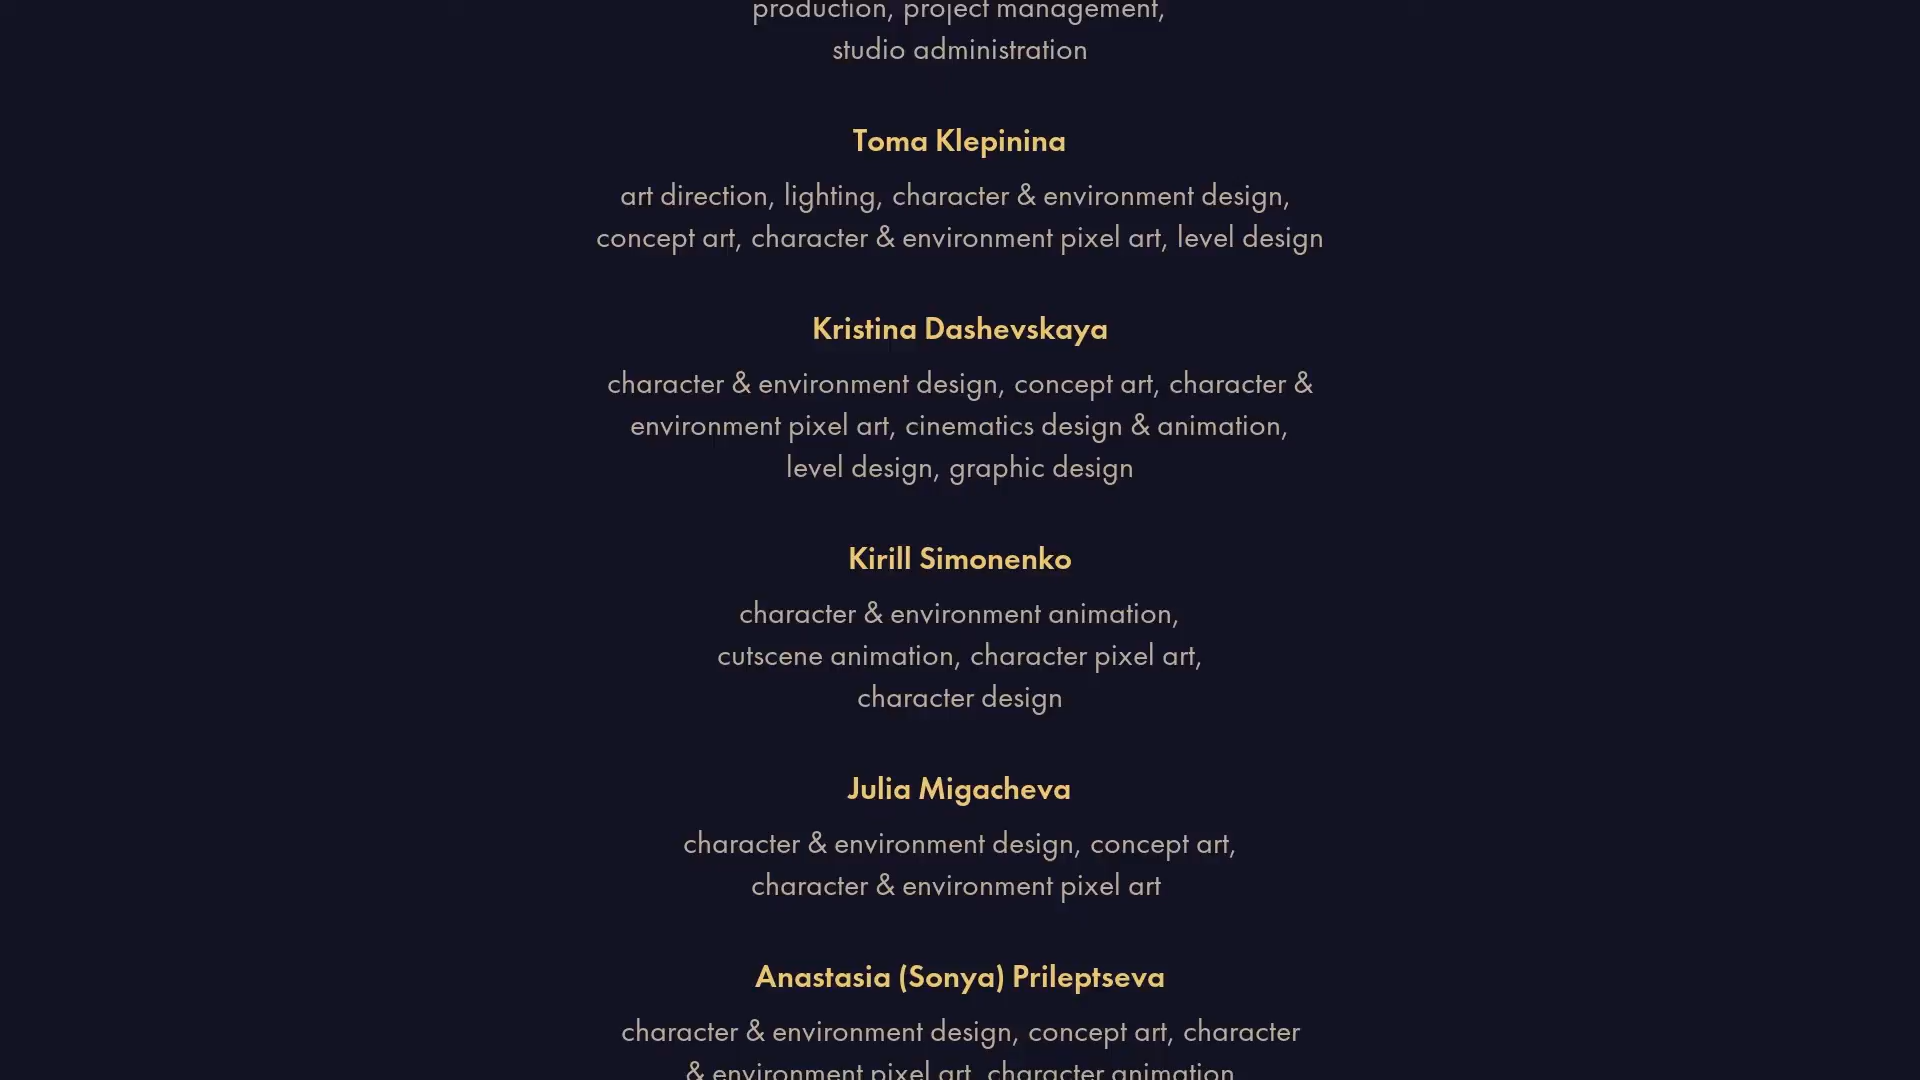 production, project management,
studio administration
Toma Klepinina
art direction, lighting, character & environment design,
concept art, character & environment pixel art, level design
Kristina Dashevskaya
character & environment design, concept art, character &
environment pixel art, cinematics design & animation,
level design, graphic design
Kirill Simonenko
character & environment animation,
cutscene animation, character pixel art,
character design
Julia Migacheva
character & environment design, concept art,
character & environment pixel art
Anastasia (Sonya) Prileptseva
character & environment design, concept art, character
& environment pixel art, character animation